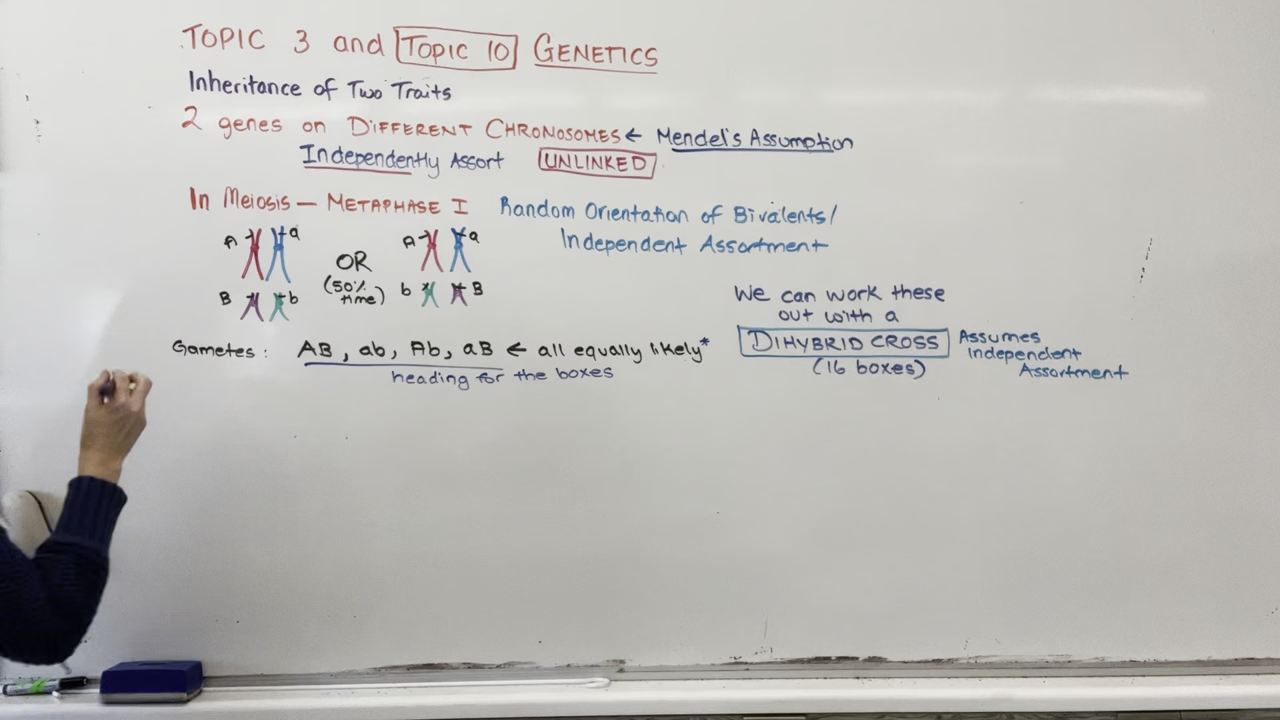 TOPIC 3 and TOPIC 10 GENETICS
Inheritance of Two Traits
2 genes on DIFFERENT CHRONOSOMES ← Mendel's Assumption
Independently Assort UNLINKED
In Meiosis — METAPHASE I Random Orientation of Bivalents/
Independent Assortment
A a OR A a
(50% time)
B b b B
Gametes: AB, ab, Ab, aB ← all equally likely*
heading for the boxes
We can work these
out with a
DIHYBRID CROSS Assumes
Independent
Assortment
(16 boxes)